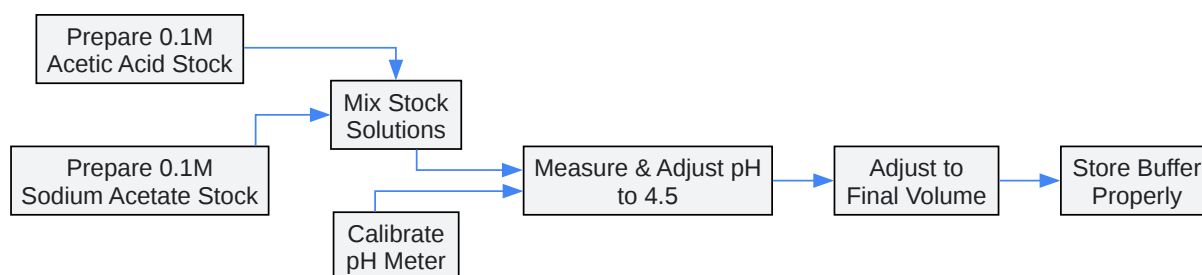 Prepare 0.1M
Acetic Acid Stock
Mix Stock
Solutions
Prepare 0.1M
Sodium Acetate Stock
Measure & Adjust pH
to 4.5
Adjust to
Final Volume
Store Buffer
Properly
Calibrate
pH Meter